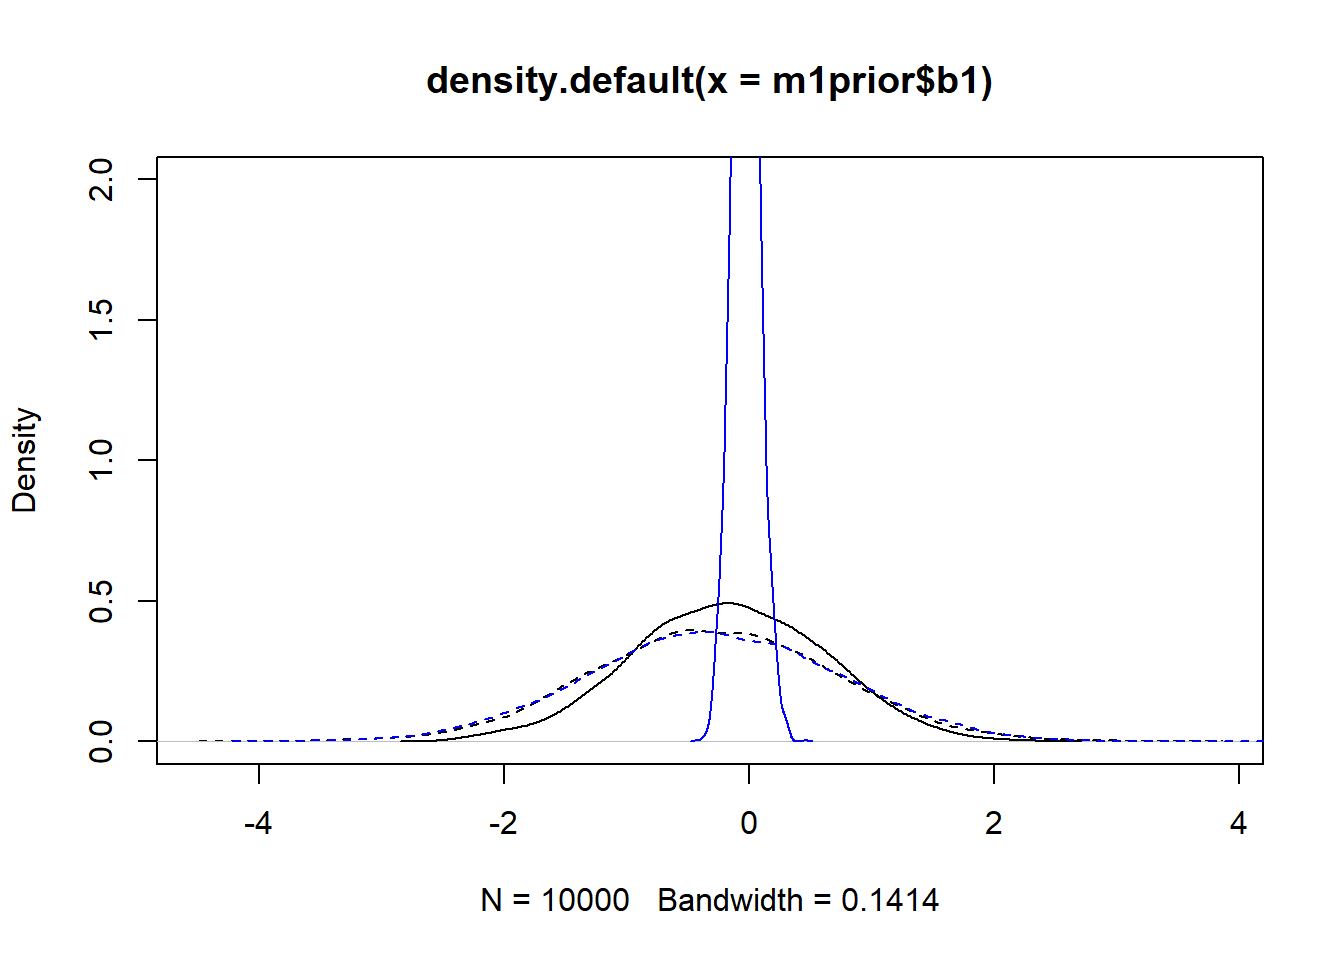 density.default(x = m1prior$b1)
Density
2.0
1.5
1.0
0.5
0.0
-4 -2 0 2 4
N = 10000 Bandwidth = 0.1414